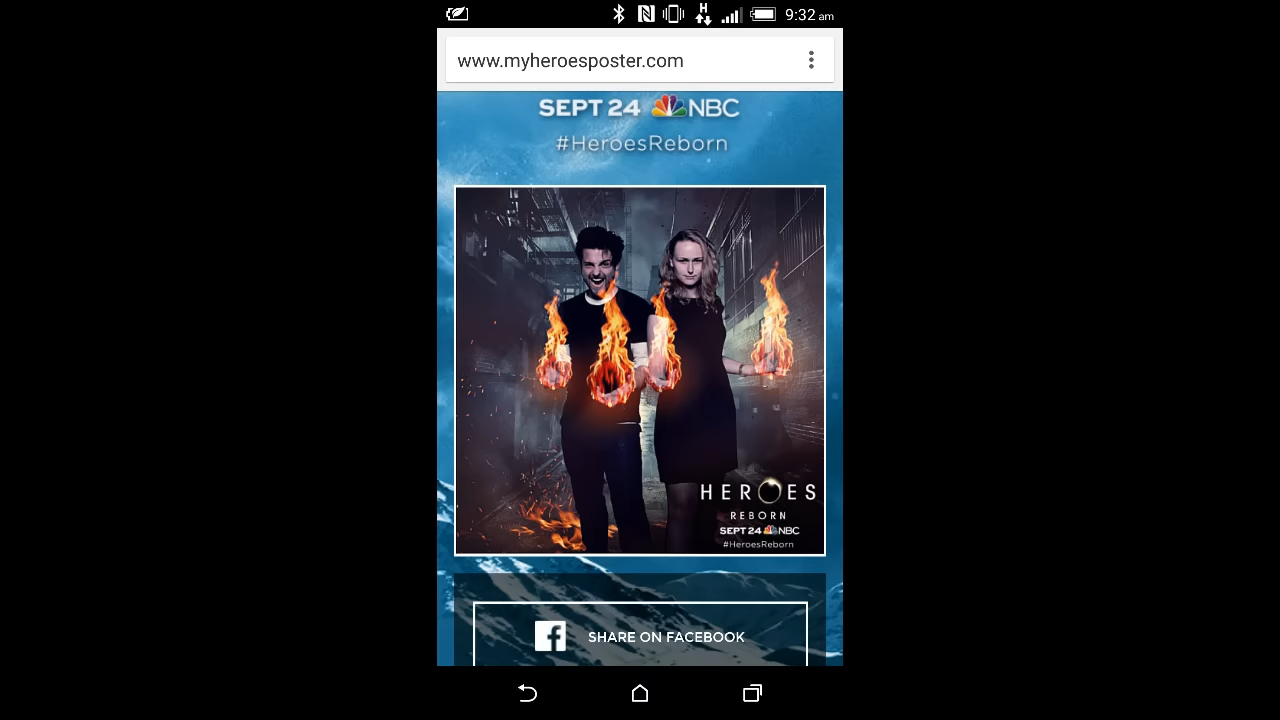 H 9:32 am
www.myheroesposter.com
SEPT 24 NBC
#HeroesReborn
HEROES
REBORN
SEPT 24 NBC
#HeroesReborn
f SHARE ON FACEBOOK